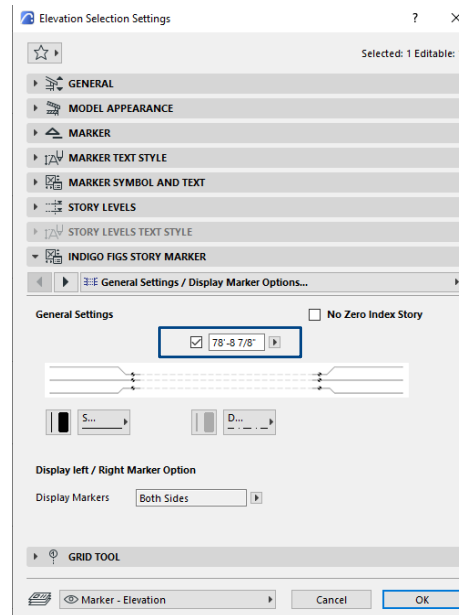 Elevation Selection Settings ?
Selected: 1 Editable:
GENERAL
MODEL APPEARANCE
MARKER
MARKER TEXT STYLE
MARKER SYMBOL AND TEXT
STORY LEVELS
STORY LEVELS TEXT STYLE
INDIGO FIGS STORY MARKER
General Settings / Display Marker Options...
General Settings No Zero Index Story
78'-8 7/8"
S... D...
Display left / Right Marker Option
Display Markers Both Sides
GRID TOOL
Marker - Elevation Cancel OK